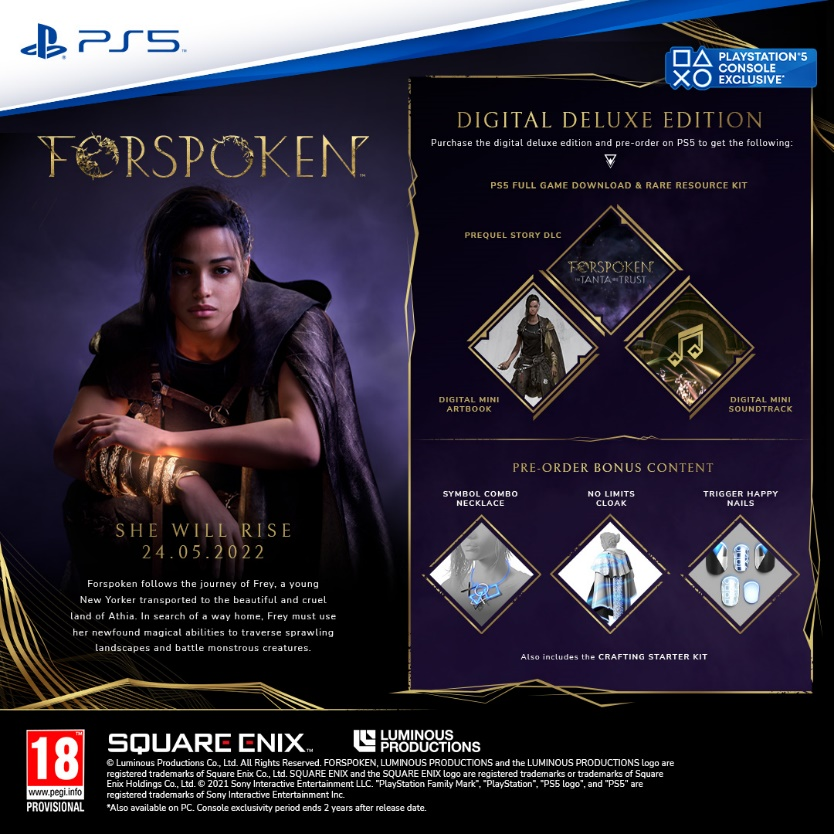 PS5™
PLAYSTATION®5
CONSOLE
EXCLUSIVE*
FORSPOKEN™
SHE WILL RISE
24.05.2022
Forspoken follows the journey of Frey, a young
New Yorker transported to the beautiful and cruel
land of Athia. In search of a way home, Frey must use
her newfound magical abilities to traverse sprawling
landscapes and battle monstrous creatures.
DIGITAL DELUXE EDITION
Purchase the digital deluxe edition and pre-order on PS5 to get the following:
PS5 FULL GAME DOWNLOAD & RARE RESOURCE KIT
PREQUEL STORY DLC
FORSPOKEN
IN TANTA WE TRUST
DIGITAL MINI
ARTBOOK
DIGITAL MINI
SOUNDTRACK
PRE-ORDER BONUS CONTENT
SYMBOL COMBO
NECKLACE
NO LIMITS
CLOAK
TRIGGER HAPPY
NAILS
Also includes the CRAFTING STARTER KIT
18™
www.pegi.info
PROVISIONAL
SQUARE ENIX™
LUMINOUS
PRODUCTIONS
© Luminous Productions Co., Ltd. All Rights Reserved. FORSPOKEN, LUMINOUS PRODUCTIONS and the LUMINOUS PRODUCTIONS logo are
registered trademarks of Square Enix Co., Ltd. SQUARE ENIX and the SQUARE ENIX logo are registered trademarks or trademarks of Square
Enix Holdings Co., Ltd. © 2021 Sony Interactive Entertainment LLC. "PlayStation Family Mark", "PlayStation", "PS5 logo", and "PS5" are
registered trademarks of Sony Interactive Entertainment Inc.
*Also available on PC. Console exclusivity period ends 2 years after release date.